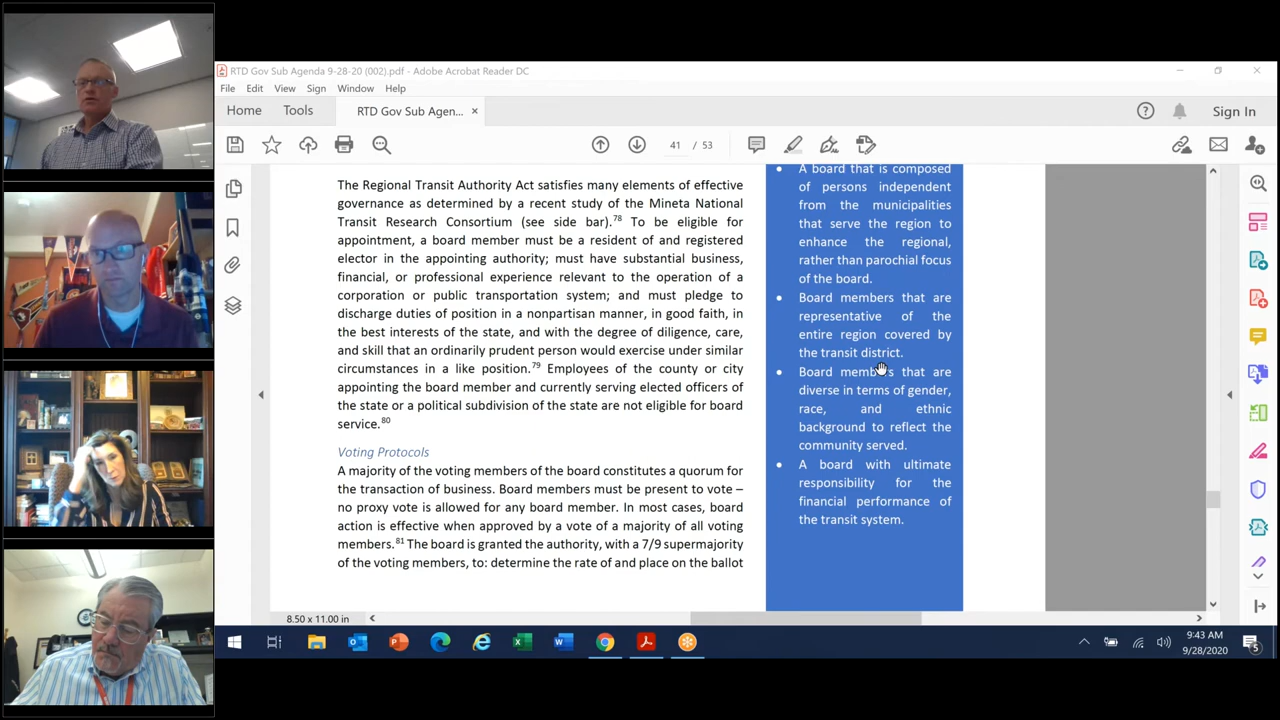 RTD Gov Sub Agenda 9-28-20 (002).pdf - Adobe Acrobat Reader DC
File Edit View Sign Window Help
Home Tools RTD Gov Sub Agen... × Sign In
41 / 53
The Regional Transit Authority Act satisfies many elements of effective
governance as determined by a recent study of the Mineta National
Transit Research Consortium (see side bar).78 To be eligible for
appointment, a board member must be a resident of and registered
elector in the appointing authority; must have substantial business,
financial, or professional experience relevant to the operation of a
corporation or public transportation system; and must pledge to
discharge duties of position in a nonpartisan manner, in good faith, in
the best interests of the state, and with the degree of diligence, care,
and skill that an ordinarily prudent person would exercise under similar
circumstances in a like position.79 Employees of the county or city
appointing the board member and currently serving elected officers of
the state or a political subdivision of the state are not eligible for board
service.80
Voting Protocols
A majority of the voting members of the board constitutes a quorum for
the transaction of business. Board members must be present to vote –
no proxy vote is allowed for any board member. In most cases, board
action is effective when approved by a vote of a majority of all voting
members.81 The board is granted the authority, with a 7/9 supermajority
of the voting members, to: determine the rate of and place on the ballot
• A board that is composed
of persons independent
from the municipalities
that serve the region to
enhance the regional,
rather than parochial focus
of the board.
• Board members that are
representative of the
entire region covered by
the transit district.
• Board members that are
diverse in terms of gender,
race, and ethnic
background to reflect the
community served.
• A board with ultimate
responsibility for the
financial performance of
the transit system.
8.50 x 11.00 in
9:43 AM
9/28/2020
5